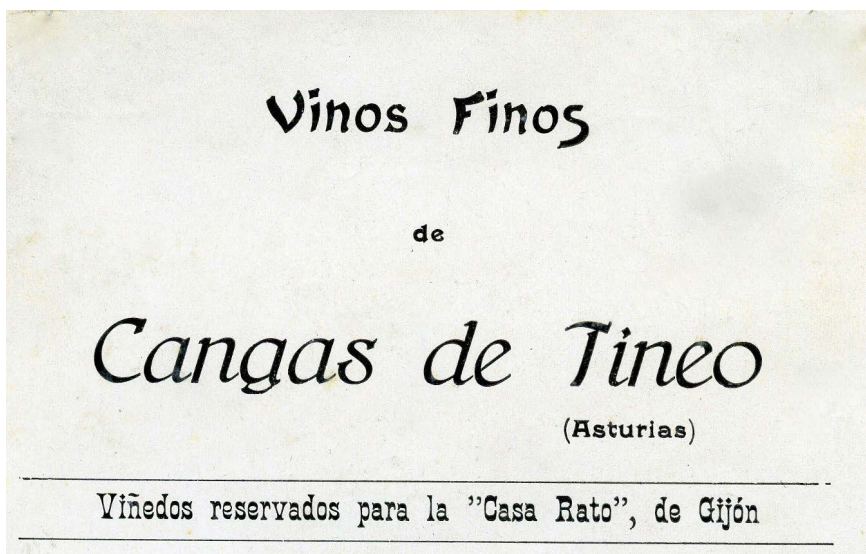 Vinos Finos
de
Cangas de Tineo
(Asturias)
Viñedos reservados para la "Casa Rato", de Gijón